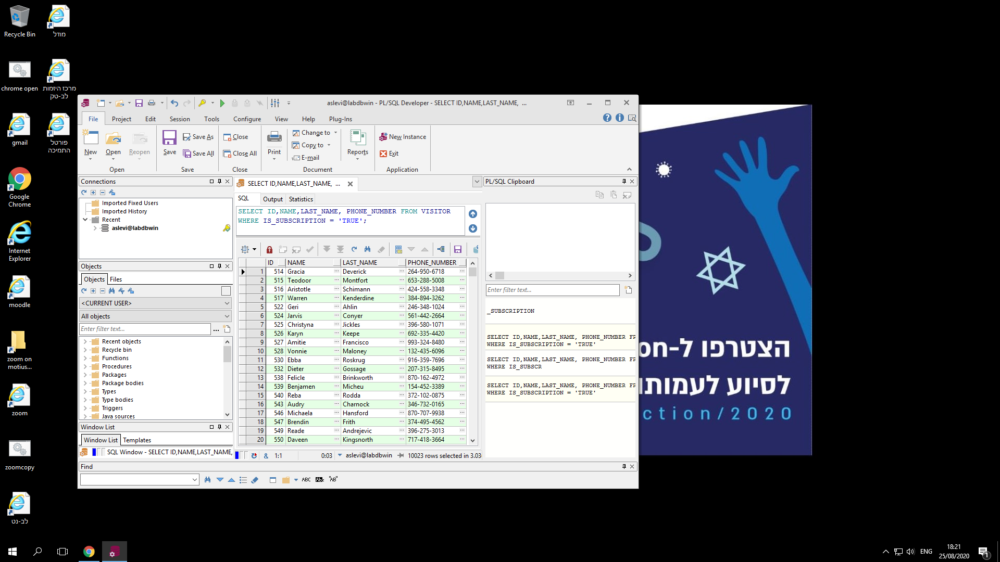 Recycle Bin
מודל
chrome open
מרכז היזמות
לב-טק
gmail
פורטל
התמיכה
Google
Chrome
Internet
Explorer
moodle
zoom on
motius...
zoom
zoomcopy
לב-נט
aslevi@labdbwin - PL/SQL Developer - SELECT ID,NAME,LAST_NAME, ...
File Project Edit Session Tools Configure View Help Plug-Ins
New Open Reopen
Open
Save Save As Save All
Save
Close Close All
Close
Print Change to Copy to E-mail Reports
Document
New Instance Exit
Application
Connections
Imported Fixed Users
Imported History
Recent
aslevi@labdbwin
Objects
Objects Files
<CURRENT USER>
All objects
Enter filter text... ...
Recent objects
Recycle bin
Functions
Procedures
Packages
Package bodies
Types
Type bodies
Triggers
Java sources
Window List
Window List Templates
SQL Window - SELECT ID,NAME,LAST_NAME,
SELECT ID,NAME,LAST_NAME, ...
SQL Output Statistics
SELECT ID,NAME,LAST_NAME, PHONE_NUMBER FROM VISITOR
WHERE IS_SUBSCRIPTION = 'TRUE';
ID NAME LAST_NAME PHONE_NUMBER
1 514 Gracia ... Deverick ... 264-950-6718 ...
2 515 Teodoor ... Montfort ... 653-288-5008 ...
3 516 Aristotle ... Schimann ... 424-558-3348 ...
4 517 Warren ... Kenderdine ... 384-894-3262 ...
5 522 Geri ... Ahlin ... 246-348-1024 ...
6 524 Jarvis ... Conyer ... 561-442-2664 ...
7 525 Christyna ... Jickles ... 396-580-1071 ...
8 526 Karyn ... Keepe ... 692-335-4420 ...
9 527 Amitie ... Francisco ... 993-324-8480 ...
10 528 Vonnie ... Maloney ... 132-435-6096 ...
11 530 Ebba ... Roskrug ... 916-359-7696 ...
12 532 Dieter ... Gossage ... 207-315-8495 ...
13 538 Felicle ... Brinkworth ... 870-162-4972 ...
14 539 Benjamen ... Micheu ... 154-452-3389 ...
15 540 Reba ... Rodda ... 372-102-0875 ...
16 543 Audry ... Charnock ... 346-732-0165 ...
17 546 Michaela ... Hansford ... 870-707-9938 ...
18 547 Brendin ... Frith ... 374-495-4562 ...
19 549 Reade ... Andrejevic ... 396-275-3013 ...
20 550 Daveen ... Kingsnorth ... 717-418-3664 ...
& 1:1 0:03 aslevi@labdbwin 10023 rows selected in 3.03
PL/SQL Clipboard
Enter filter text...
_SUBSCRIPTION
SELECT ID,NAME,LAST_NAME, PHONE_NUMBER FR
WHERE IS_SUBSCRIPTION = 'TRUE'
SELECT ID,NAME,LAST_NAME, PHONE_NUMBER FR
WHERE IS_SUBSCR
SELECT ID,NAME,LAST_NAME, PHONE_NUMBER FR
WHERE IS_SUBSCRIPTION = 'TRUE'
Find
ABC AB "AB"
הצטרפו ל-on
לסיוע לעמותו
ction/2020
ENG
18:21
25/08/2020
1